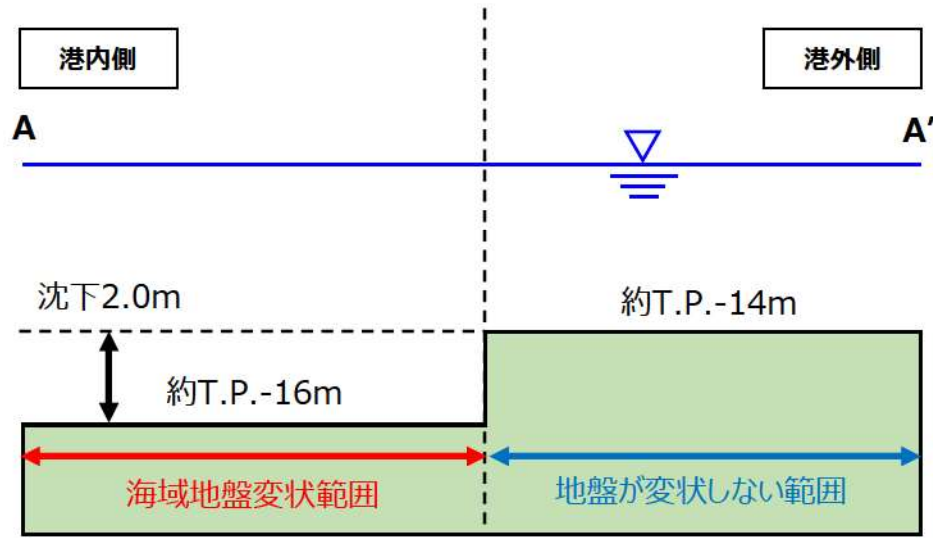 港内側
港外側
A
A’
沈下2.0m
約T.P.-14m
約T.P.-16m
海域地盤変状範囲
地盤が変状しない範囲